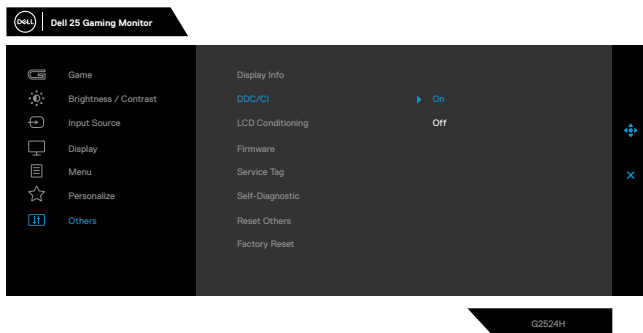 DELL Dell 25 Gaming Monitor
Game
Brightness / Contrast
Input Source
Display
Menu
Personalize
Others
Display Info
DDC/CI On
LCD Conditioning Off
Firmware
Service Tag
Self-Diagnostic
Reset Others
Factory Reset
G2524H